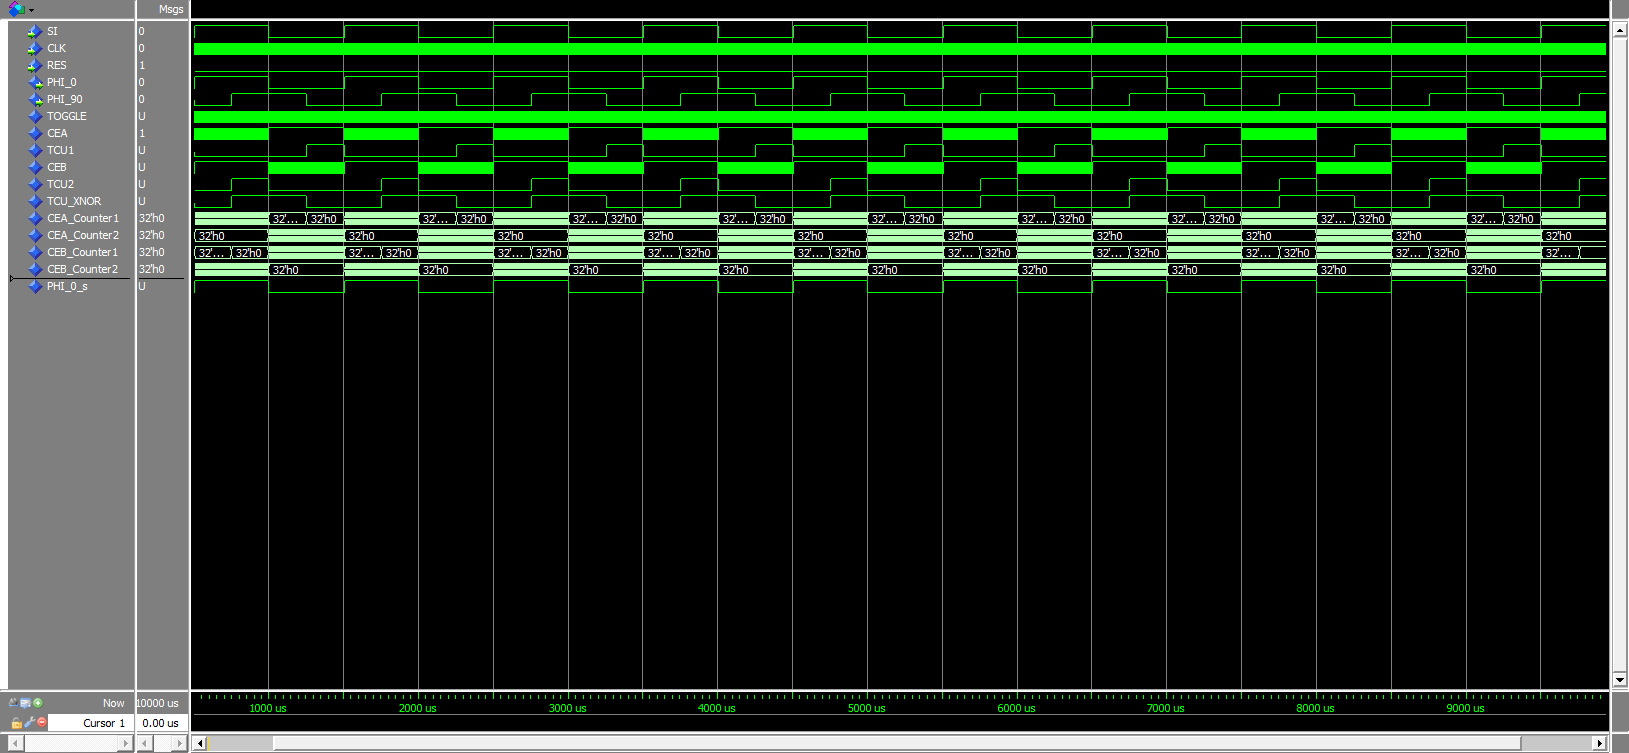 Msgs
SI 0
CLK 0
RES 1
PHI_0 0
PHI_90 0
TOGGLE U
CEA 1
TCU1 U
CEB U
TCU2 U
TCU_XNOR U
CEA_Counter1 32'h0 32'... 32'h0 32'... 32'h0 32'... 32'h0 32'... 32'h0 32'... 32'h0 32'... 32'h0 32'... 32'h0 32'... 32'h0 32'... 32'h0
CEA_Counter2 32'h0 32'h0 32'h0 32'h0 32'h0 32'h0 32'h0 32'h0 32'h0 32'h0 32'h0
CEB_Counter1 32'h0 32'... 32'h0 32'... 32'h0 32'... 32'h0 32'... 32'h0 32'... 32'h0 32'... 32'h0 32'... 32'h0 32'... 32'h0 32'... 32'h0 32'...
CEB_Counter2 32'h0 32'h0 32'h0 32'h0 32'h0 32'h0 32'h0 32'h0 32'h0 32'h0
PHI_0_s U
Now 10000 us 1000 us 2000 us 3000 us 4000 us 5000 us 6000 us 7000 us 8000 us 9000 us
Cursor 1 0.00 us